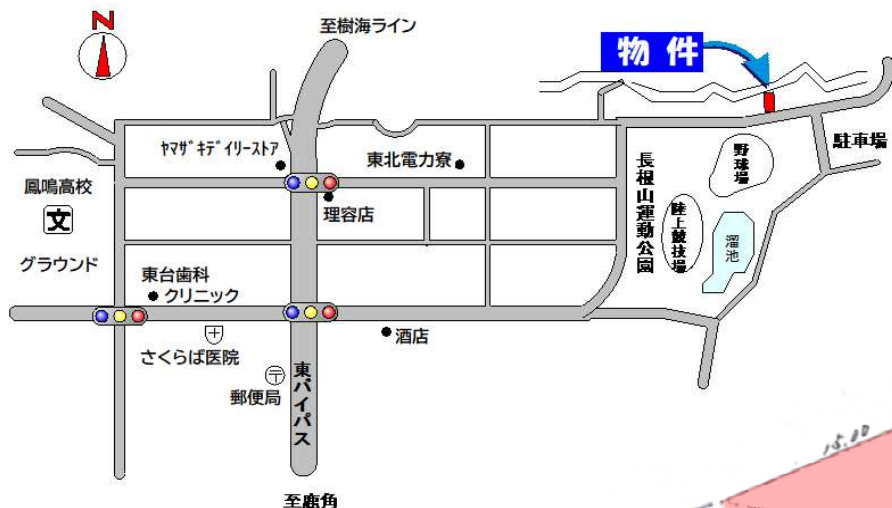 N
至樹海ライン
物件
ヤマザキデイリーストア
東北電力寮
駐車場
野球場
長根山運動公園
鳳鳴高校
文
理容店
陸上競技場
溜池
グラウンド
東台歯科
クリニック
酒店
さくらば医院
〒
郵便局
東バイパス
至鹿角
15.00